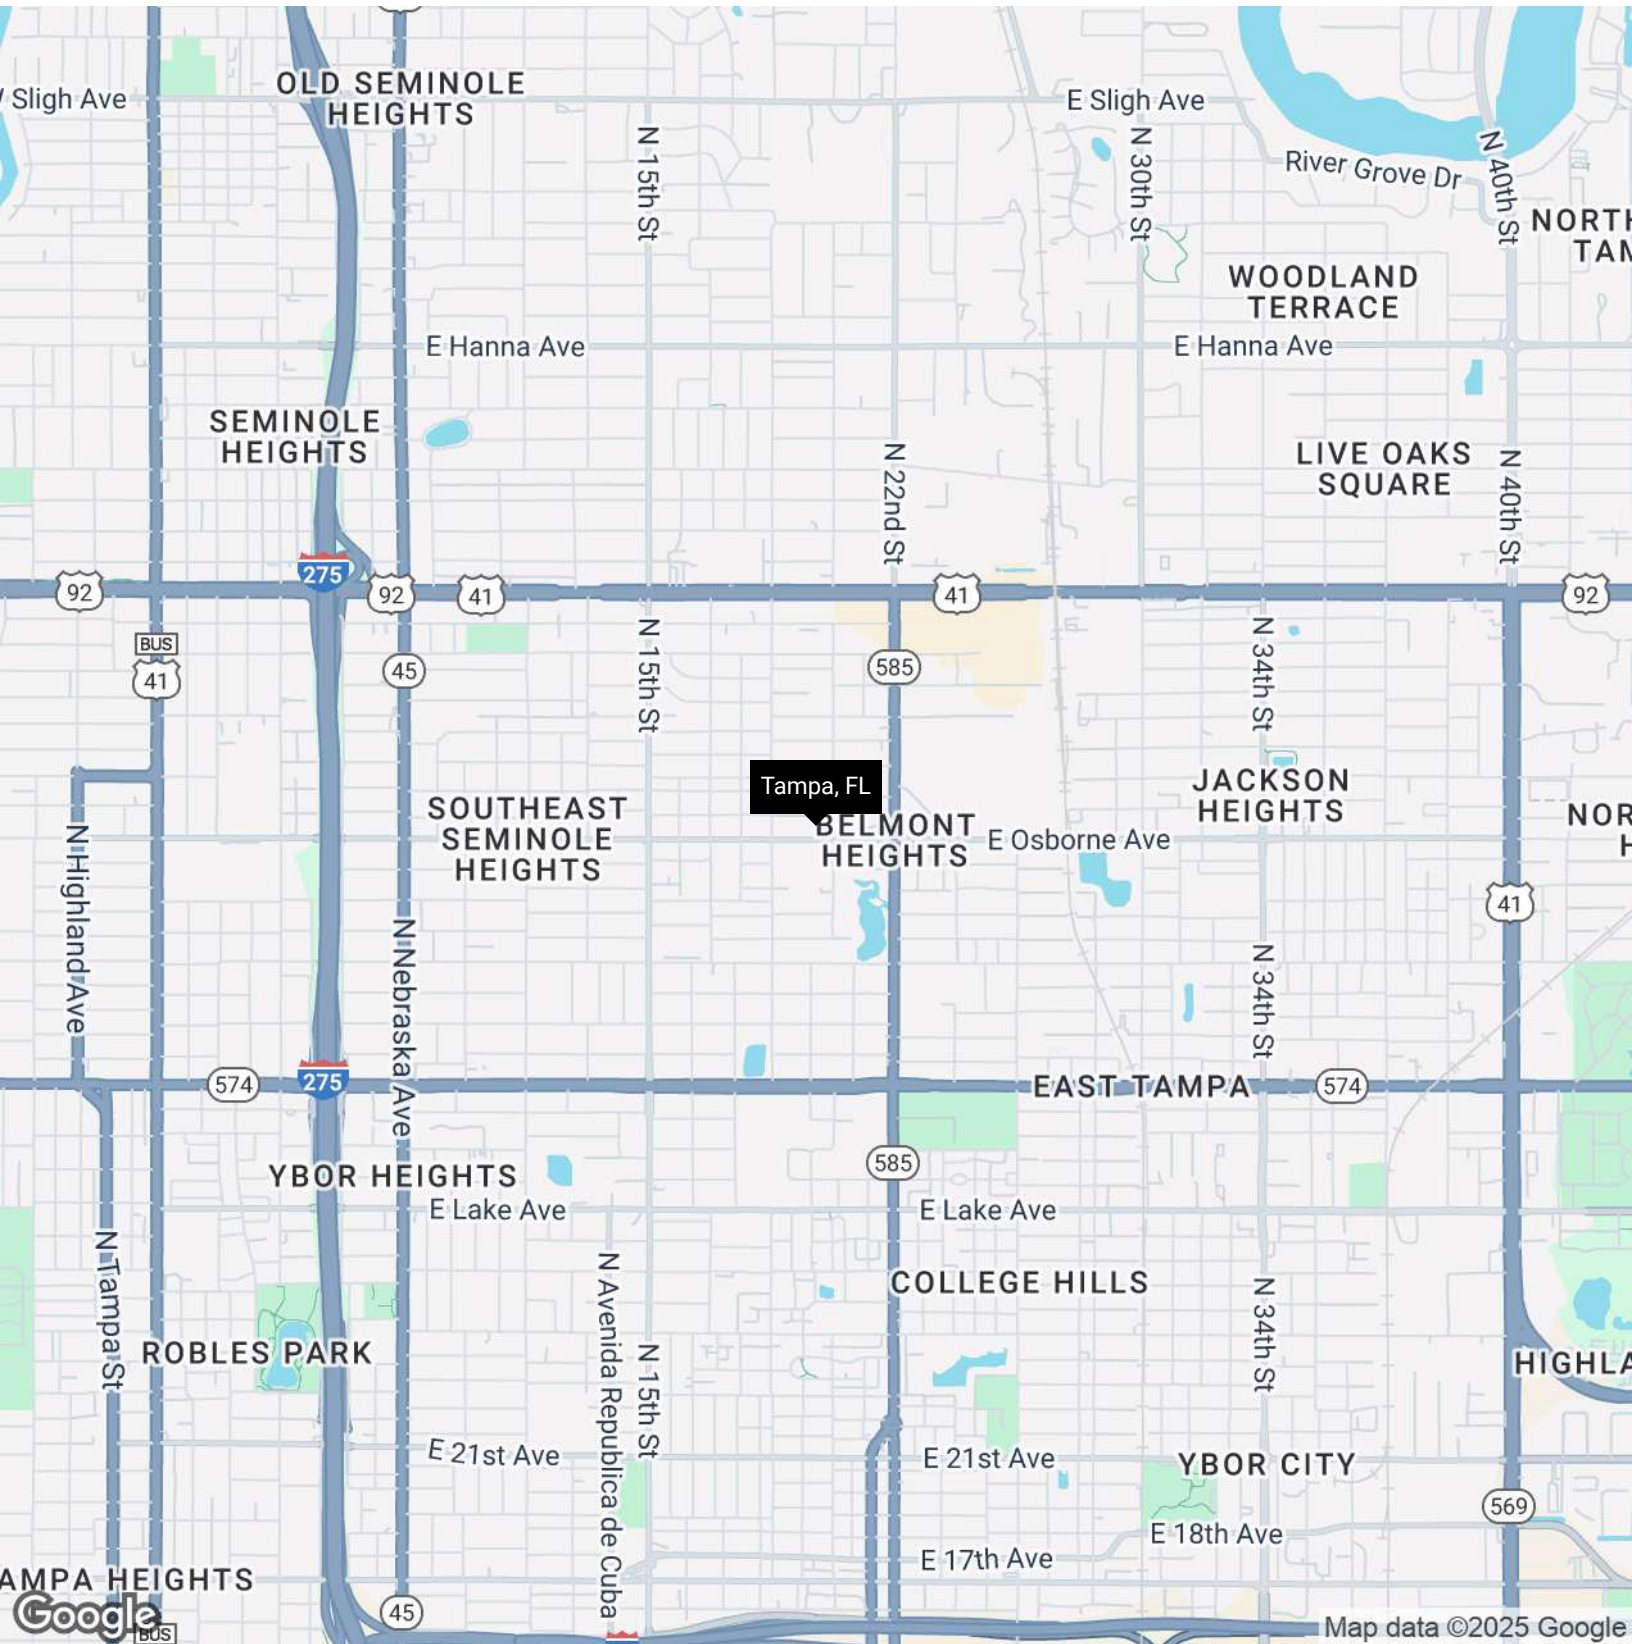 OLD SEMINOLE
HEIGHTS
Sligh Ave
E Sligh Ave
N 15th St
N 30th St
River Grove Dr
N 40th St
NORTH
TAM
WOODLAND
TERRACE
E Hanna Ave
E Hanna Ave
SEMINOLE
HEIGHTS
N 22nd St
LIVE OAKS
SQUARE
N 40th St
275
92
92
41
41
92
BUS
41
45
N 15th St
585
N 34th St
Tampa, FL
JACKSON
HEIGHTS
SOUTHEAST
SEMINOLE
HEIGHTS
BELMONT
HEIGHTS
E Osborne Ave
NOR
H
N Highland Ave
41
N Nebraska Ave
N 34th St
574
275
EAST TAMPA
574
YBOR HEIGHTS
585
E Lake Ave
E Lake Ave
N Tampa St
N Avenida Republica de Cuba
COLLEGE HILLS
N 34th St
ROBLES PARK
N 15th St
HIGHLA
E 21st Ave
E 21st Ave
YBOR CITY
569
E 18th Ave
E 17th Ave
AMPA HEIGHTS
45
Google
BUS
Map data ©2025 Google